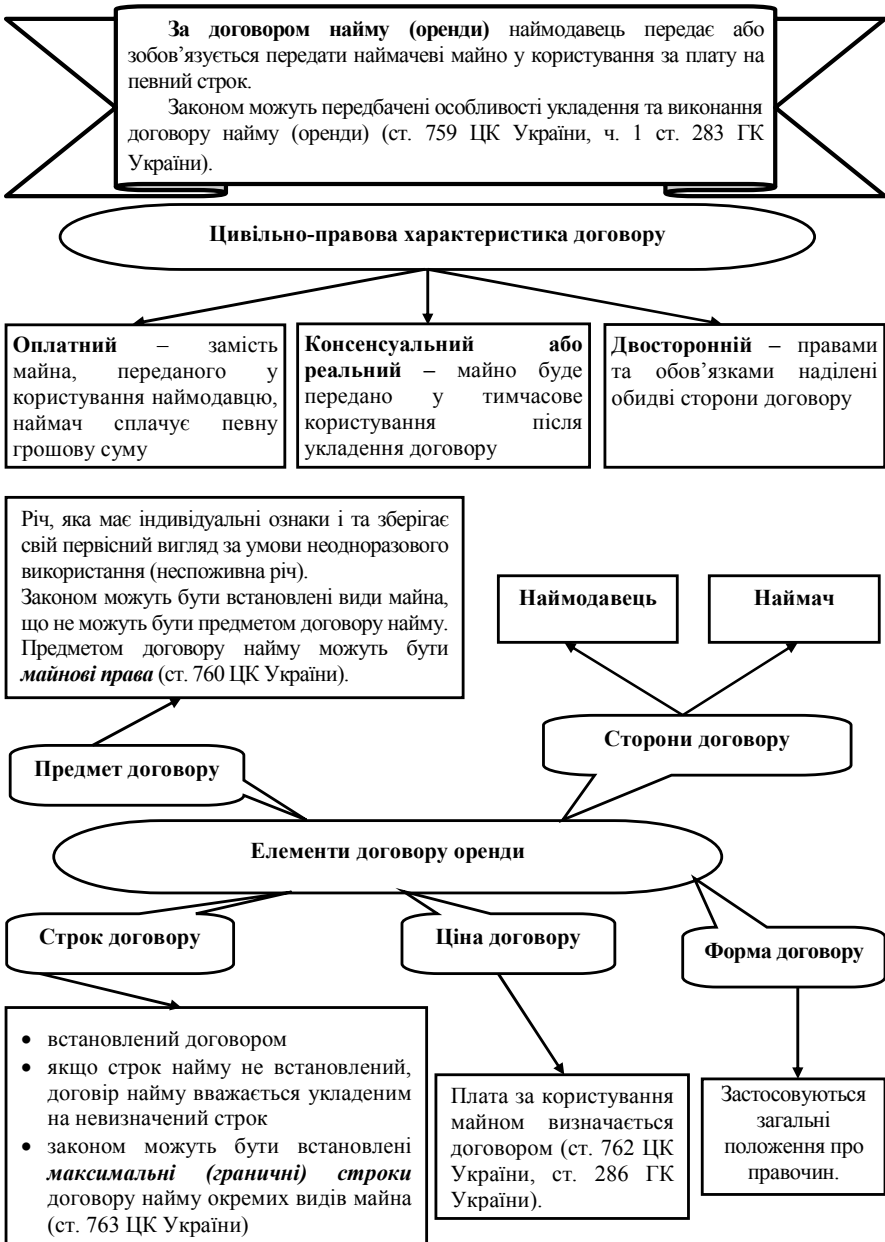 За договором найму (оренди) наймодавець передає або
зобов’язується передати наймачеві майно у користування за плату на
певний строк.
Законом можуть передбачені особливості укладення та виконання
договору найму (оренди) (ст. 759 ЦК України, ч. 1 ст. 283 ГК
України).
Цивільно-правова характеристика договору
Оплатний – замість
майна, переданого у
користування наймодавцю,
наймач сплачує певну
грошову суму
Консенсуальний або
реальний – майно буде
передано у тимчасове
користування після
укладення договору
Двосторонній – правами
та обов’язками наділені
обидві сторони договору
Річ, яка має індивідуальні ознаки і та зберігає
свій первісний вигляд за умови неодноразового
використання (неспоживна річ).
Законом можуть бути встановлені види майна,
що не можуть бути предметом договору найму.
Предметом договору найму можуть бути
майнові права (ст. 760 ЦК України).
Наймодавець
Наймач
Предмет договору
Сторони договору
Елементи договору оренди
Строк договору
Ціна договору
Форма договору
• встановлений договором
• якщо строк найму не встановлений,
договір найму вважається укладеним
на невизначений строк
• законом можуть бути встановлені
максимальні (граничні) строки
договору найму окремих видів майна
(ст. 763 ЦК України)
Плата за користування
майном визначається
договором (ст. 762 ЦК
України, ст. 286 ГК
України).
Застосовуються
загальні
положення про
правочин.